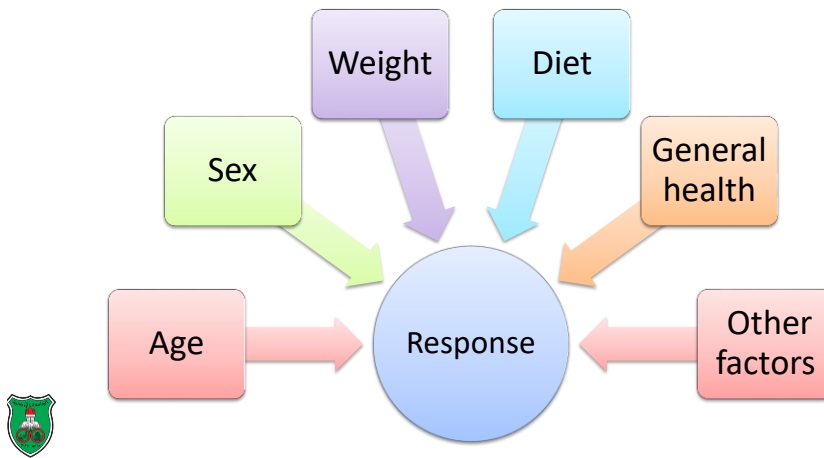 Weight
Diet
Sex
General
health
Age
Response
Other
factors